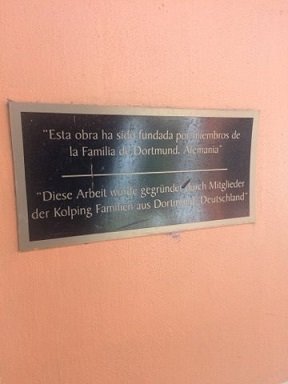 "Esta obra ha sido fundada por miembros de
la Familia de Dortmund. Alemania"
"Diese Arbeit wurde gegründet durch Mitglieder
der Kolping Familien aus Dortmund, Deutschland"